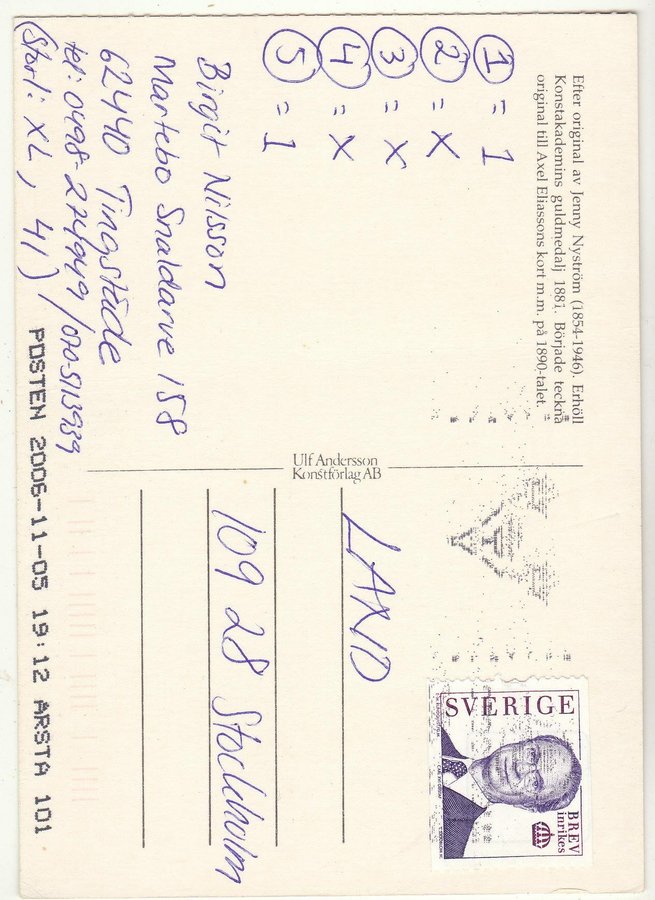 Efter original av Jenny Nyström (1854-1946). Erhöll
Konstakademins guldmedalj 1881. Började teckna
original till Axel Eliassons kort m.m. på 1890-talet.
1 = 1
2 = X
3 = X
4 = X
5 = 1
Birgit Nilsson
Martebo Snaldarve 158
62440 Tingstäde
tel: 0498-274949 / 070-5113939
(Storl: XL, 41)
Ulf Andersson
Konstförlag AB
SVERIGE
BREV
inrikes
LAND
109 28 Stockholm
POSTEN 2006-11-05 19:12 ARSTA 101